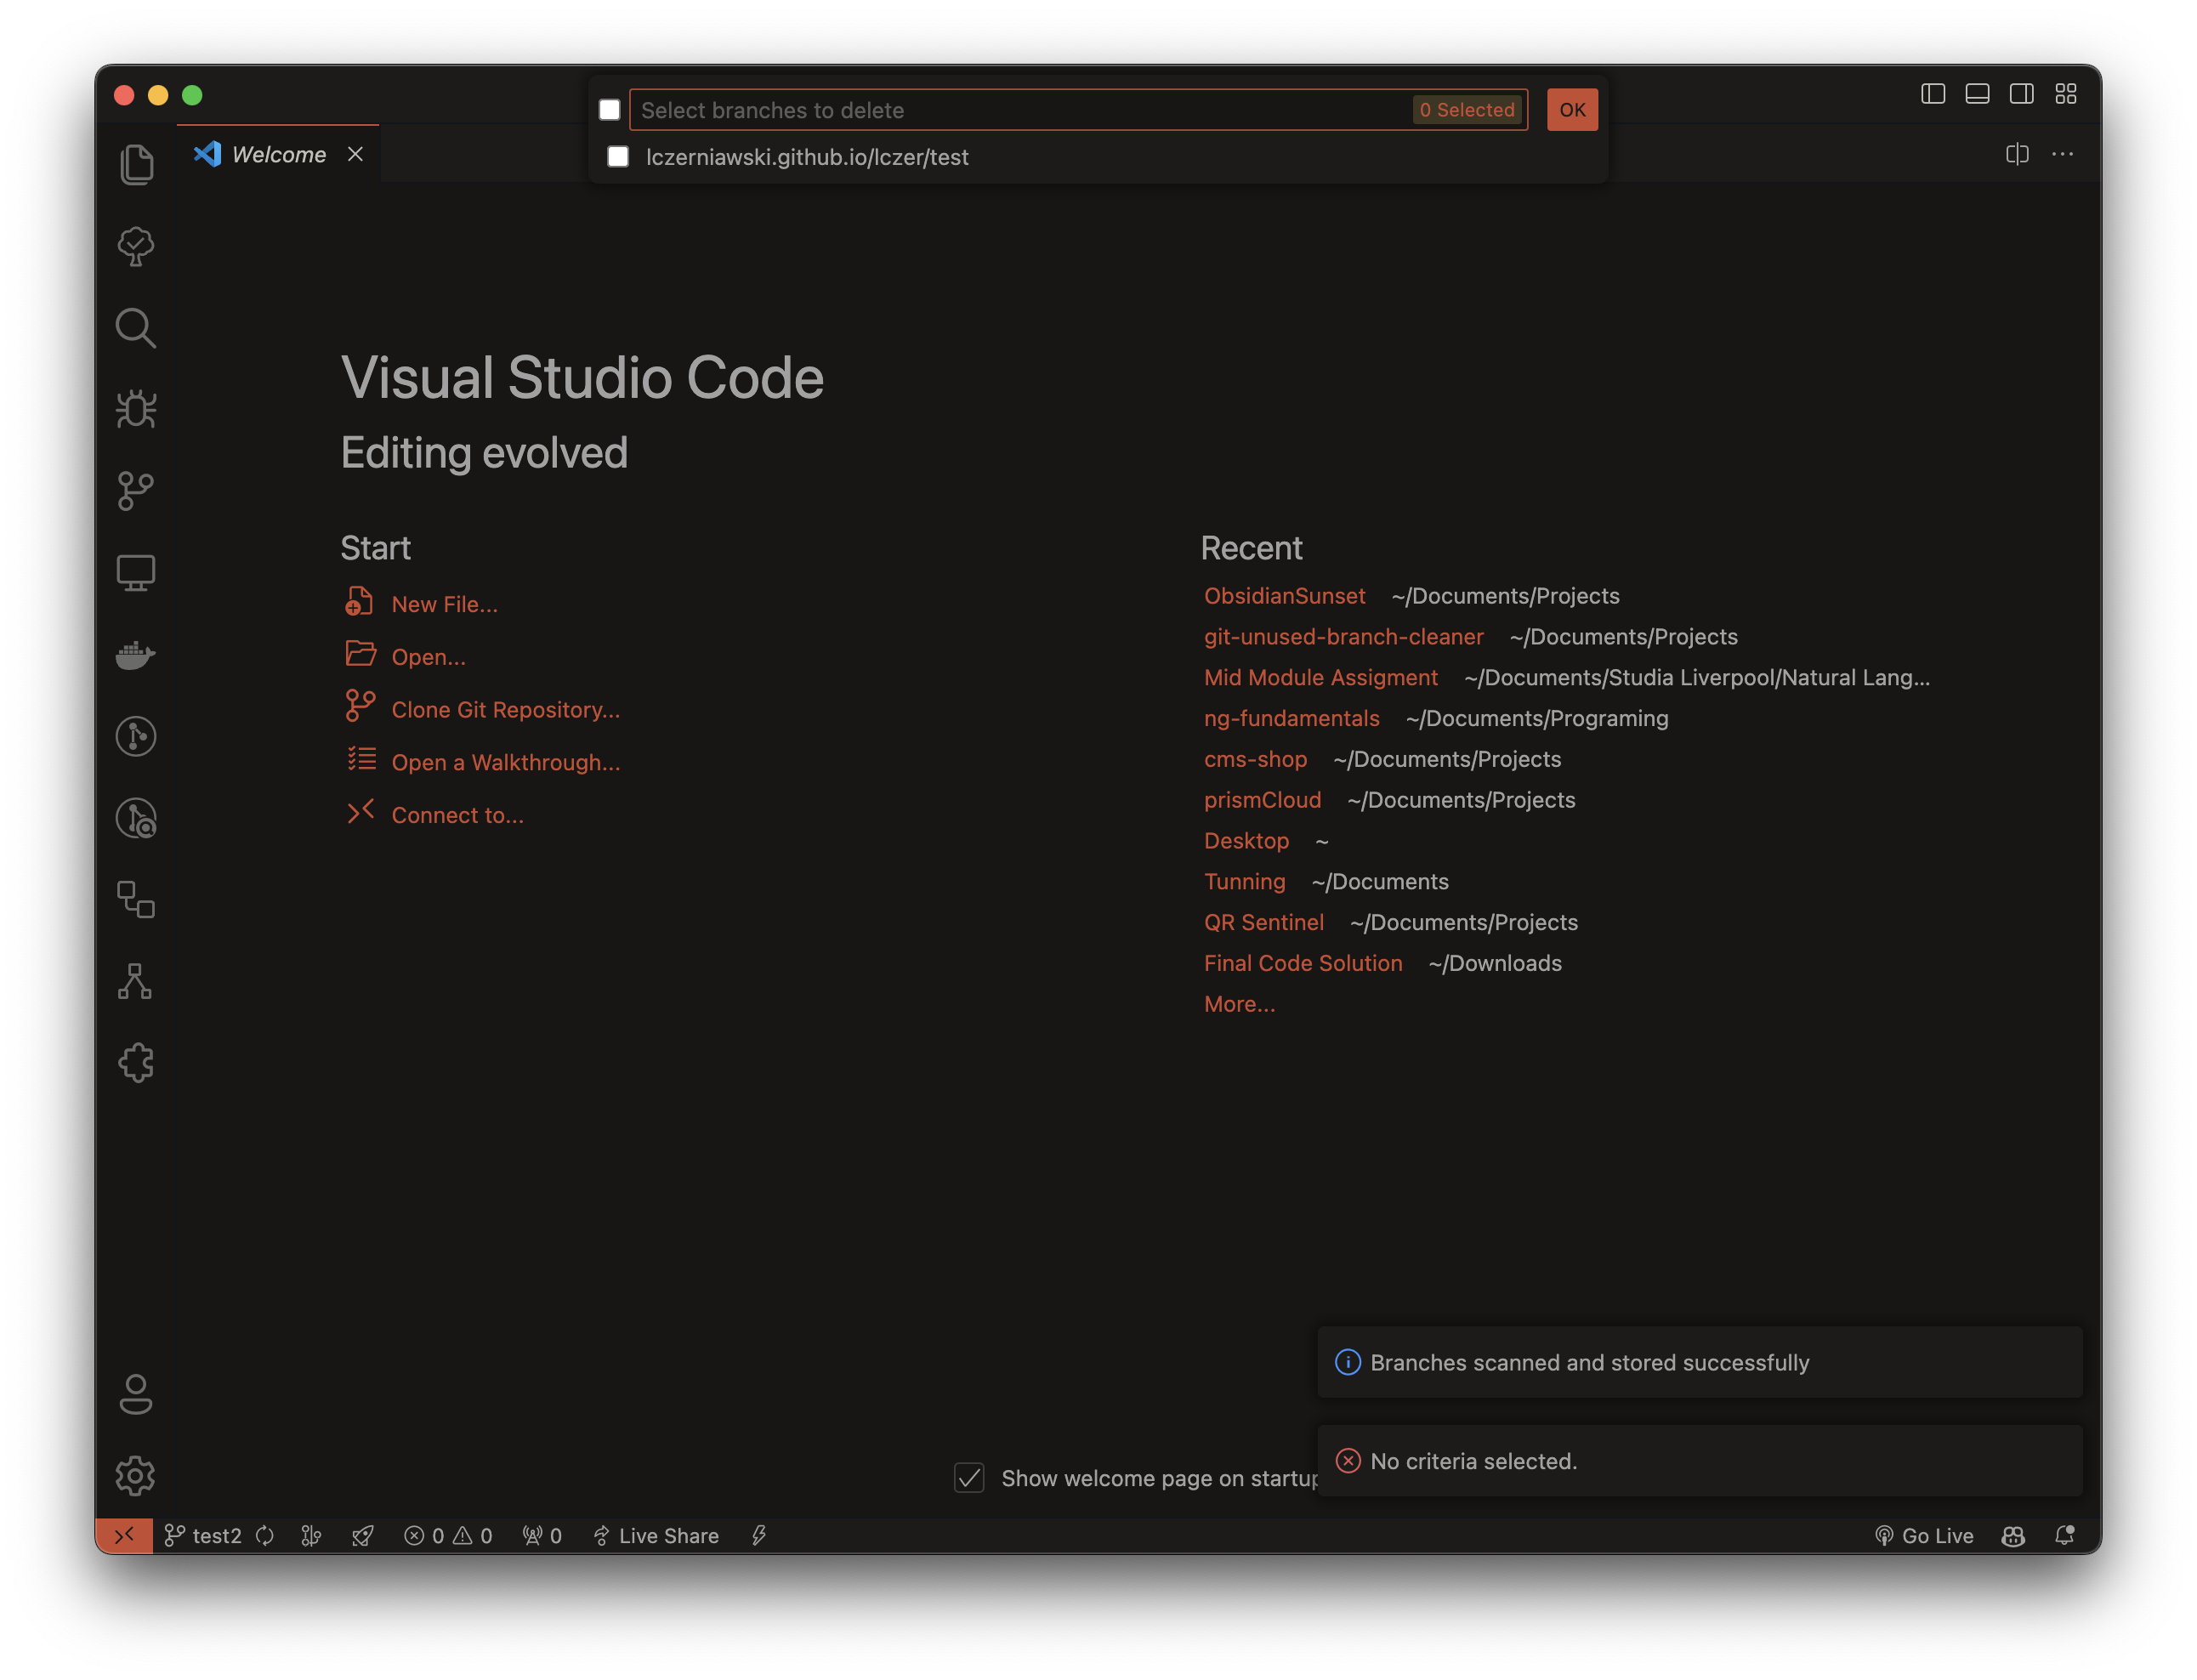 Select branches to delete
0 Selected
OK
lczerniawski.github.io/lczer/test
Welcome
Visual Studio Code
Editing evolved
Start
New File...
Open...
Clone Git Repository...
Open a Walkthrough...
Connect to...
Recent
ObsidianSunset ~/Documents/Projects
git-unused-branch-cleaner ~/Documents/Projects
Mid Module Assigment ~/Documents/Studia Liverpool/Natural Lang...
ng-fundamentals ~/Documents/Programing
cms-shop ~/Documents/Projects
prismCloud ~/Documents/Projects
Desktop ~
Tunning ~/Documents
QR Sentinel ~/Documents/Projects
Final Code Solution ~/Downloads
More...
Branches scanned and stored successfully
No criteria selected.
Show welcome page on startup
test2 0 0 0 Live Share Go Live